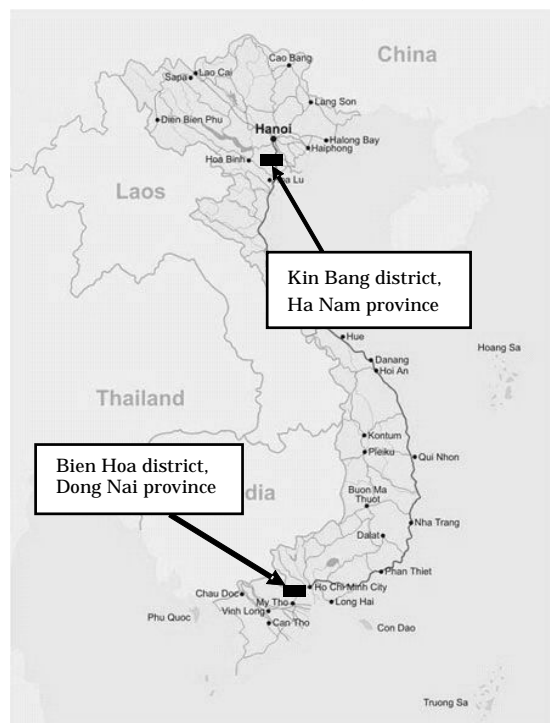 China
Cao Bang
Lao Cai
Sapa
Lang Son
Dien Bien Phu
Hanoi
Halong Bay
Haiphong
Hoa Binh
Lu
Laos
Kin Bang district,
Ha Nam province
Hue
Hoang Sa
Danang
Hoi An
Thailand
Kontum
Pleiku
Qui Nhon
Bien Hoa district,
Dong Nai province
dia
Buon Ma
Thuot
Nha Trang
Dalat
Phan Thiet
Ho Chi Minh City
Chau Doc
My Tho
Long Hai
Phu Quoc
Vinh Long
Can Tho
Con Dao
Truong Sa